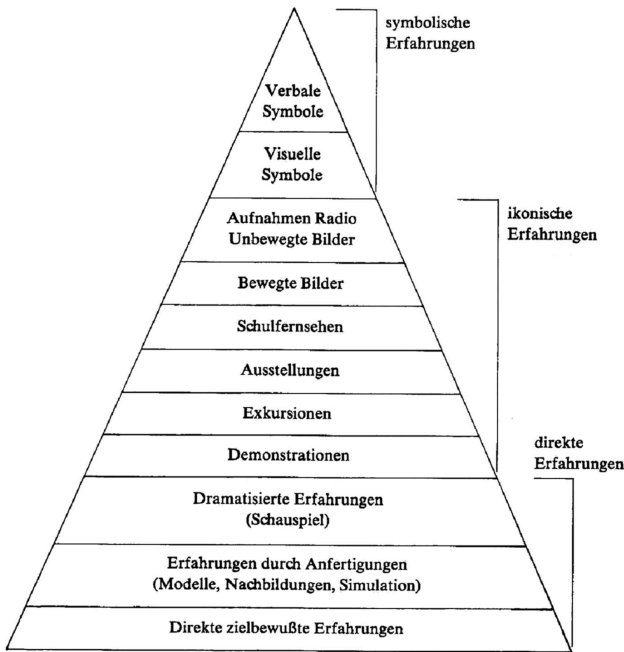 symbolische
Erfahrungen
Verbale
Symbole
Visuelle
Symbole
ikonische
Erfahrungen
Aufnahmen Radio
Unbewegte Bilder
Bewegte Bilder
Schulfernsehen
Ausstellungen
Exkursionen
direkte
Erfahrungen
Demonstrationen
Dramatisierte Erfahrungen
(Schauspiel)
Erfahrungen durch Anfertigungen
(Modelle, Nachbildungen, Simulation)
Direkte zielbewußte Erfahrungen